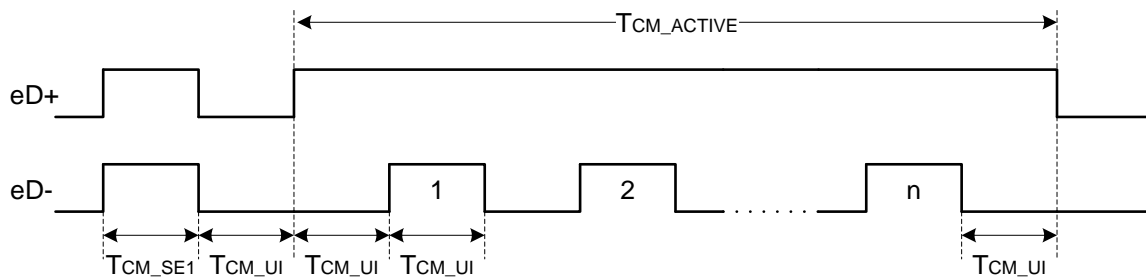 TCM_ACTIVE
eD+
eD-
1
2
n
TCM_SE1 TCM_UI TCM_UI TCM_UI TCM_UI